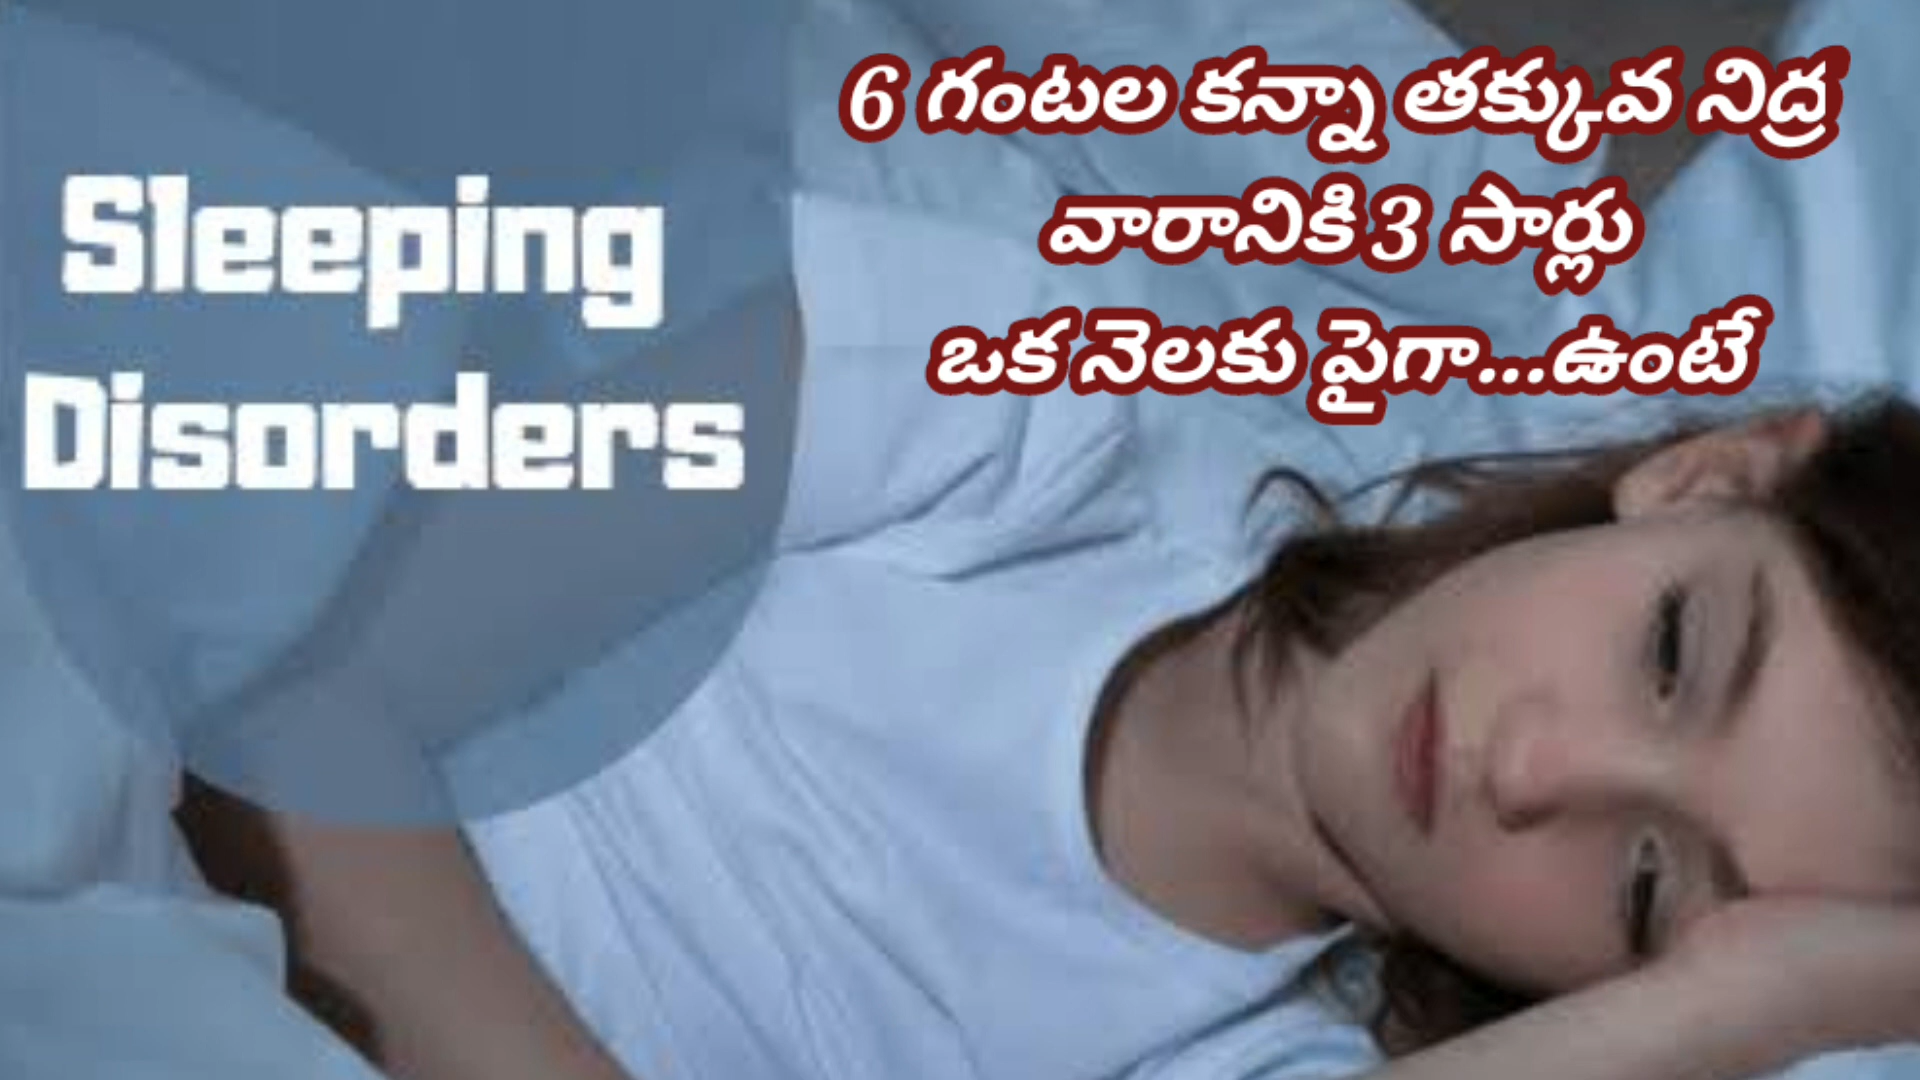 Sleeping
Disorders
6 గంటల కన్నా తక్కువ నిద్ర
వారానికి 3 సార్లు
ఒక నెలకు పైగా...ఉంటే